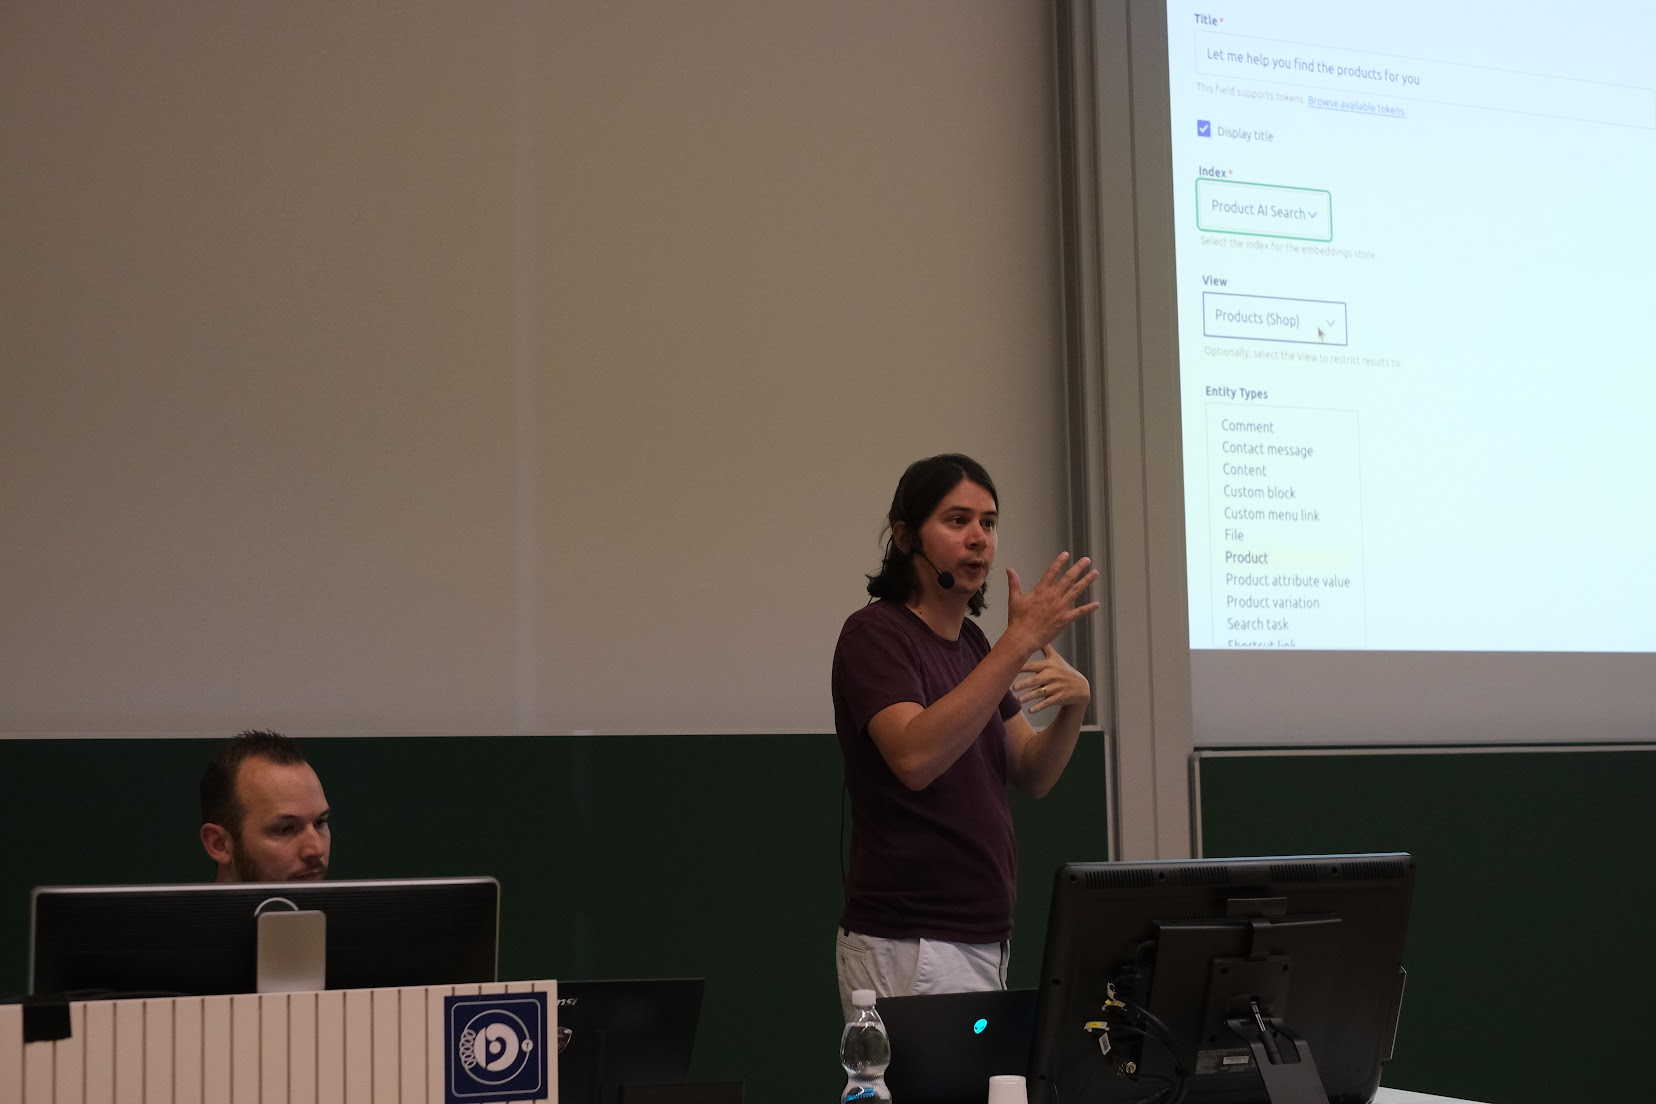 Title *
Let me help you find the products for you
This field supports tokens. Browse available tokens.
Display title
Index *
Product AI Search
Select the index for the embeddings store.
View
Products (Shop)
Optionally, select the View to restrict results to.
Entity Types
Comment
Contact message
Content
Custom block
Custom menu link
File
Product
Product attribute value
Product variation
Search task
Shortcut link